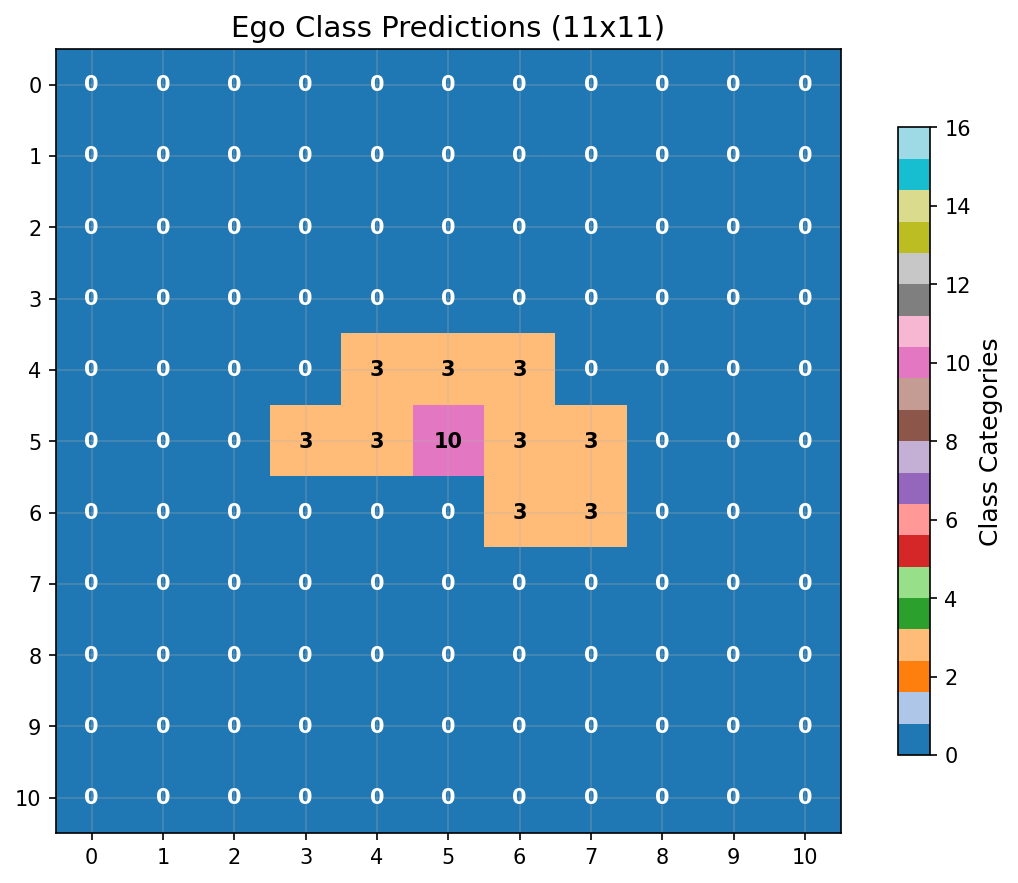 Ego Class Predictions (11x11)
0 0 0 0 0 0 0 0 0 0 0 0
1 0 0 0 0 0 0 0 0 0 0 0
2 0 0 0 0 0 0 0 0 0 0 0
3 0 0 0 0 0 0 0 0 0 0 0
4 0 0 0 0 3 3 3 0 0 0 0
5 0 0 0 3 3 10 3 3 0 0 0
6 0 0 0 0 0 0 3 3 0 0 0
7 0 0 0 0 0 0 0 0 0 0 0
8 0 0 0 0 0 0 0 0 0 0 0
9 0 0 0 0 0 0 0 0 0 0 0
10 0 0 0 0 0 0 0 0 0 0 0
0 1 2 3 4 5 6 7 8 9 10
16
14
12
10
8
6
4
2
0
Class Categories